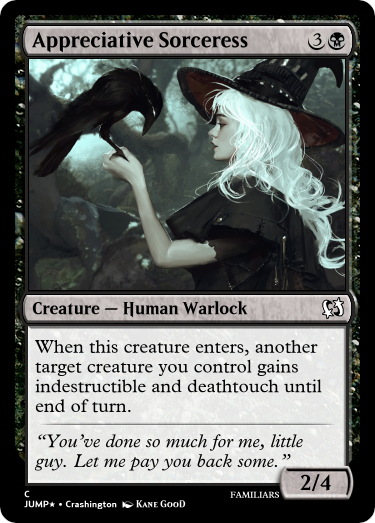 Appreciative Sorceress 3
Creature — Human Warlock
When this creature enters, another
target creature you control gains
indestructible and deathtouch until
end of turn.
“You’ve done so much for me, little
guy. Let me pay you back some.”
2/4
C
JUMP★ • Crashington KANE GOOD
FAMILIARS